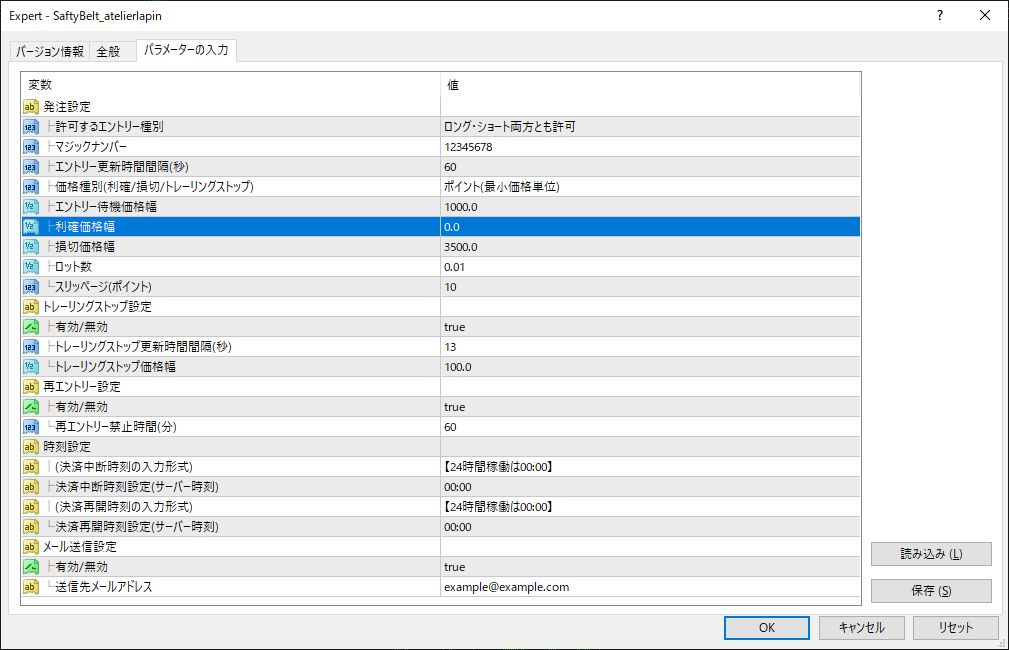 Expert - SaftyBelt_atelierlapin
バージョン情報 全般 パラメーターの入力
変数 値
発注設定
├許可するエントリー種別 ロング・ショート両方とも許可
├マジックナンバー 12345678
├エントリー更新時間間隔(秒) 60
├価格種別(利確/損切/トレーリングストップ) ポイント(最小価格単位)
├エントリー待機価格幅 1000.0
├利確価格幅 0.0
├損切価格幅 3500.0
├ロット数 0.01
└スリッページ(ポイント) 10
トレーリングストップ設定
├有効/無効 true
├トレーリングストップ更新時間間隔(秒) 13
└トレーリングストップ価格幅 100.0
再エントリー設定
├有効/無効 true
└再エントリー禁止時間(分) 60
時刻設定
│(決済中断時刻の入力形式) 【24時間稼働は00:00】
├決済中断時刻設定(サーバー時刻) 00:00
│(決済再開時刻の入力形式) 【24時間稼働は00:00】
└決済再開時刻設定(サーバー時刻) 00:00
メール送信設定
├有効/無効 true
└送信先メールアドレス example@example.com
読み込み (L)
保存 (S)
OK キャンセル リセット